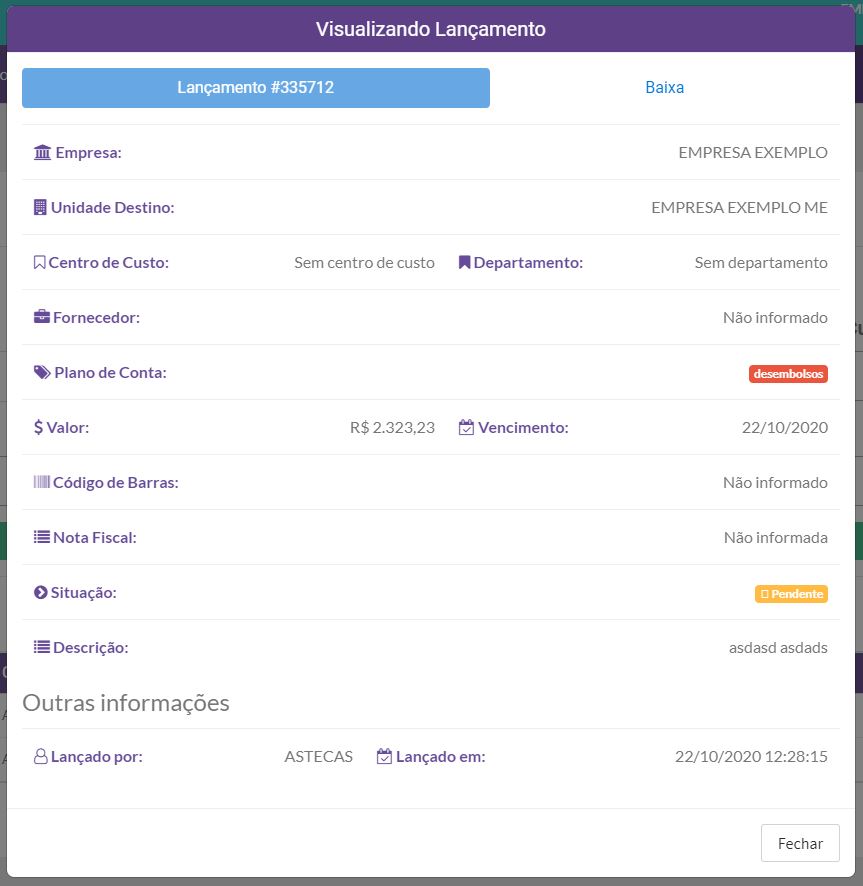 Visualizando Lançamento
Lançamento #335712 Baixa
Empresa: EMPRESA EXEMPLO
Unidade Destino: EMPRESA EXEMPLO ME
Centro de Custo: Sem centro de custo Departamento: Sem departamento
Fornecedor: Não informado
Plano de Conta: desembolsos
Valor: R$ 2.323,23 Vencimento: 22/10/2020
Código de Barras: Não informado
Nota Fiscal: Não informada
Situação: Pendente
Descrição: asdasd asdads
Outras informações
Lançado por: ASTECAS Lançado em: 22/10/2020 12:28:15
Fechar